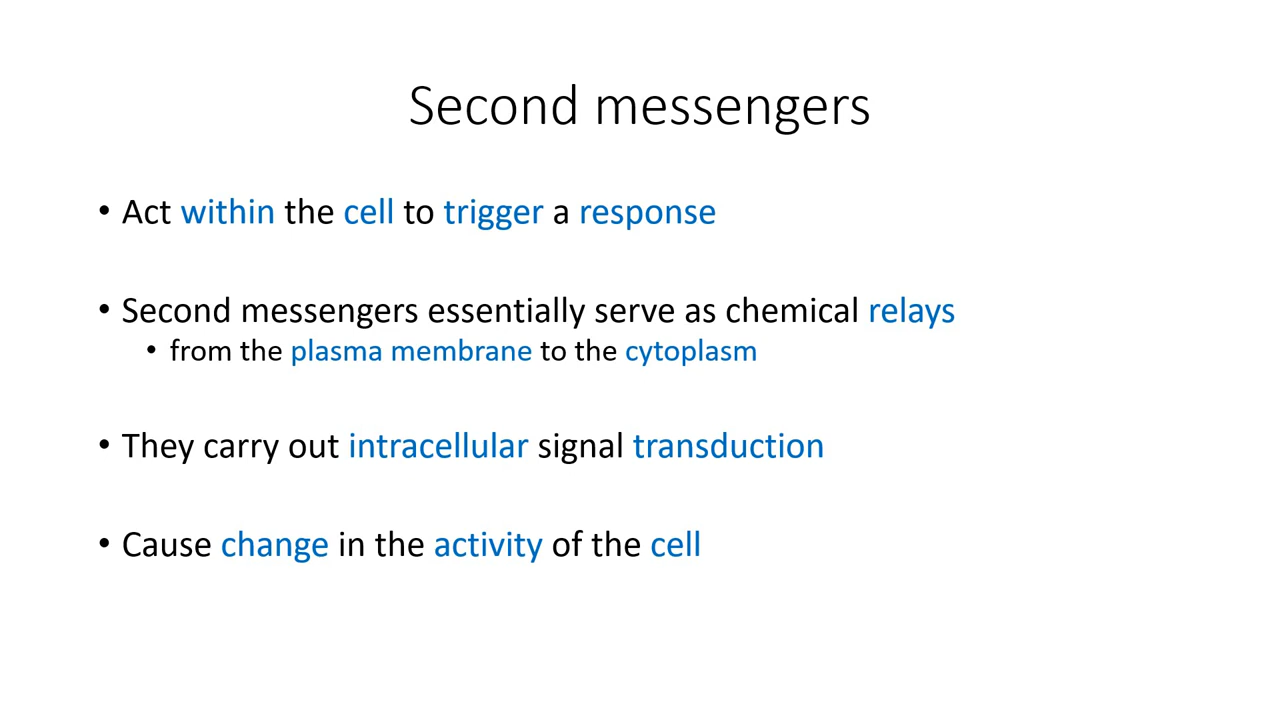 Second messengers
• Act within the cell to trigger a response
• Second messengers essentially serve as chemical relays
• from the plasma membrane to the cytoplasm
• They carry out intracellular signal transduction
• Cause change in the activity of the cell